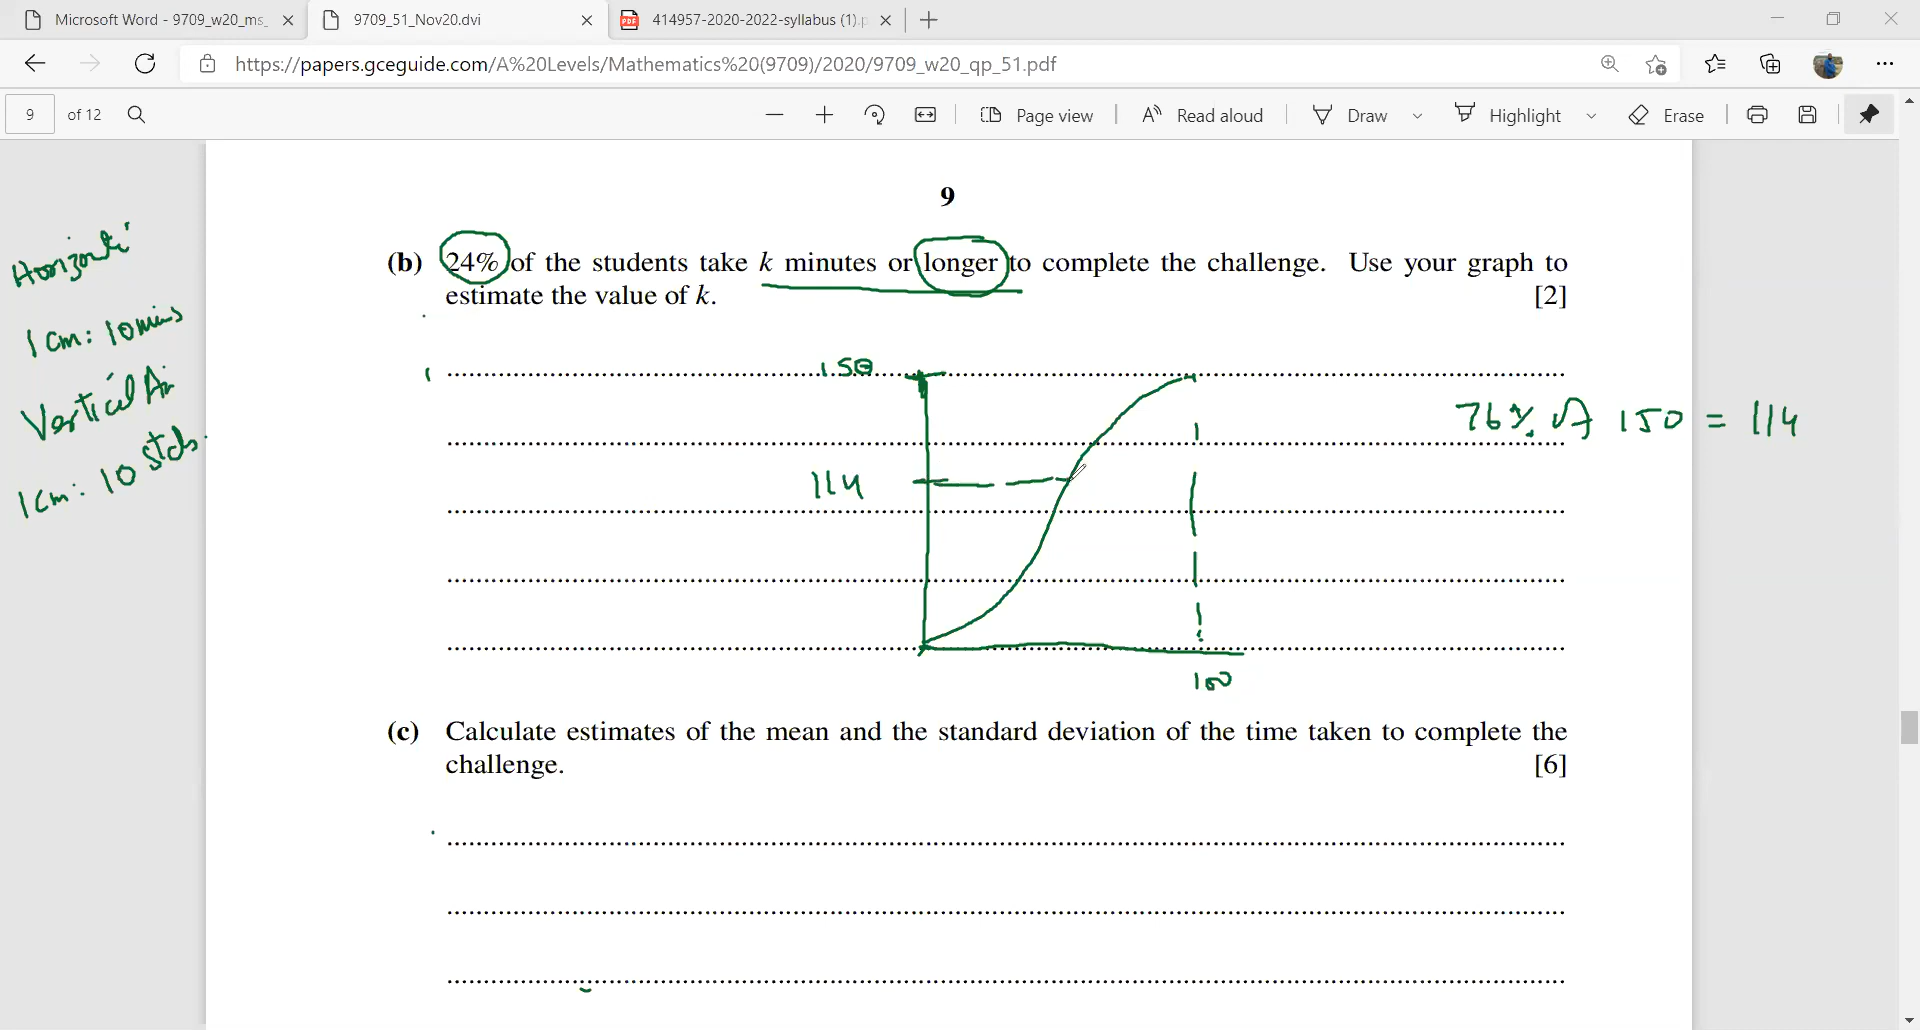 Microsoft Word - 9709_w20_ms_
9709_51_Nov20.dvi
414957-2020-2022-syllabus (1).p
https://papers.gceguide.com/A%20Levels/Mathematics%20(9709)/2020/9709_w20_qp_51.pdf
9 of 12
Page view
Read aloud
Draw
Highlight
Erase
9
(b) 24% of the students take k minutes or longer to complete the challenge. Use your graph to
estimate the value of k. [2]
1 cm: 10 mins
Vertical
1 cm: 10
150
76% of 150 = 114
114
100
(c) Calculate estimates of the mean and the standard deviation of the time taken to complete the
challenge. [6]